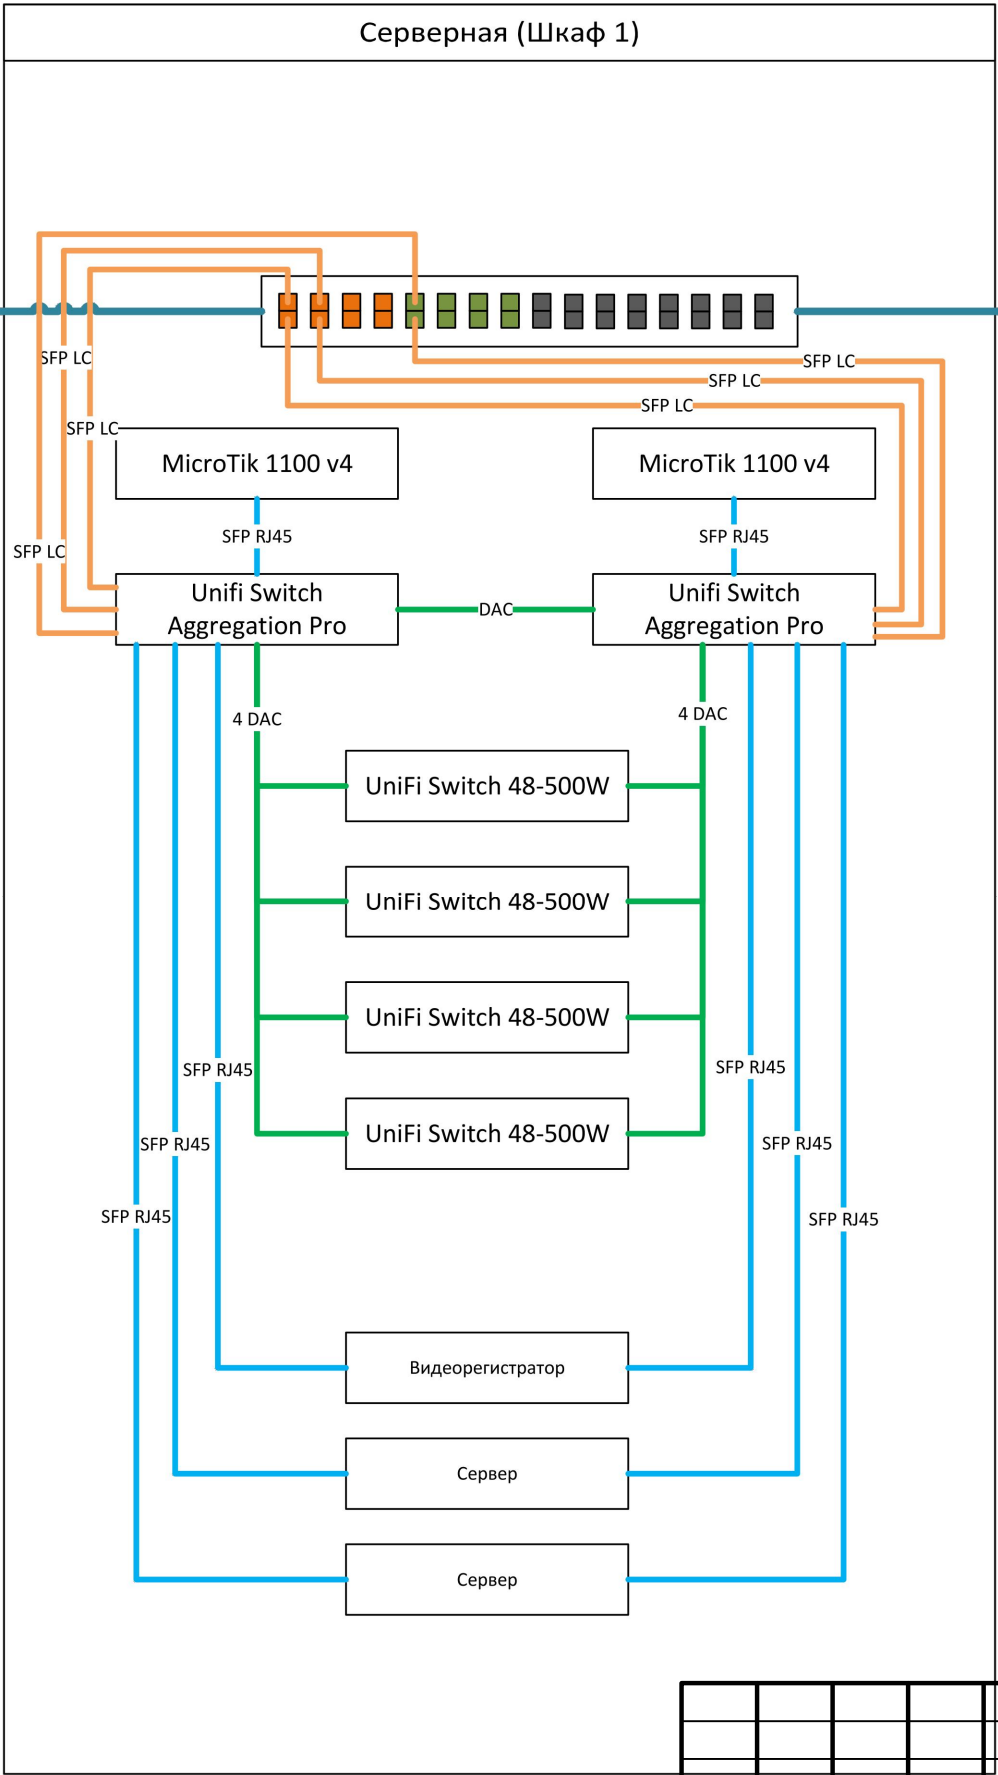 Серверная (Шкаф 1)
SFP LC
SFP LC
SFP LC
SFP LC
SFP LC
MicroTik 1100 v4
MicroTik 1100 v4
SFP RJ45
SFP RJ45
SFP LC
Unifi Switch
Aggregation Pro
DAC
Unifi Switch
Aggregation Pro
4 DAC
4 DAC
UniFi Switch 48-500W
UniFi Switch 48-500W
UniFi Switch 48-500W
SFP RJ45
SFP RJ45
UniFi Switch 48-500W
SFP RJ45
SFP RJ45
SFP RJ45
SFP RJ45
Видеорегистратор
Сервер
Сервер